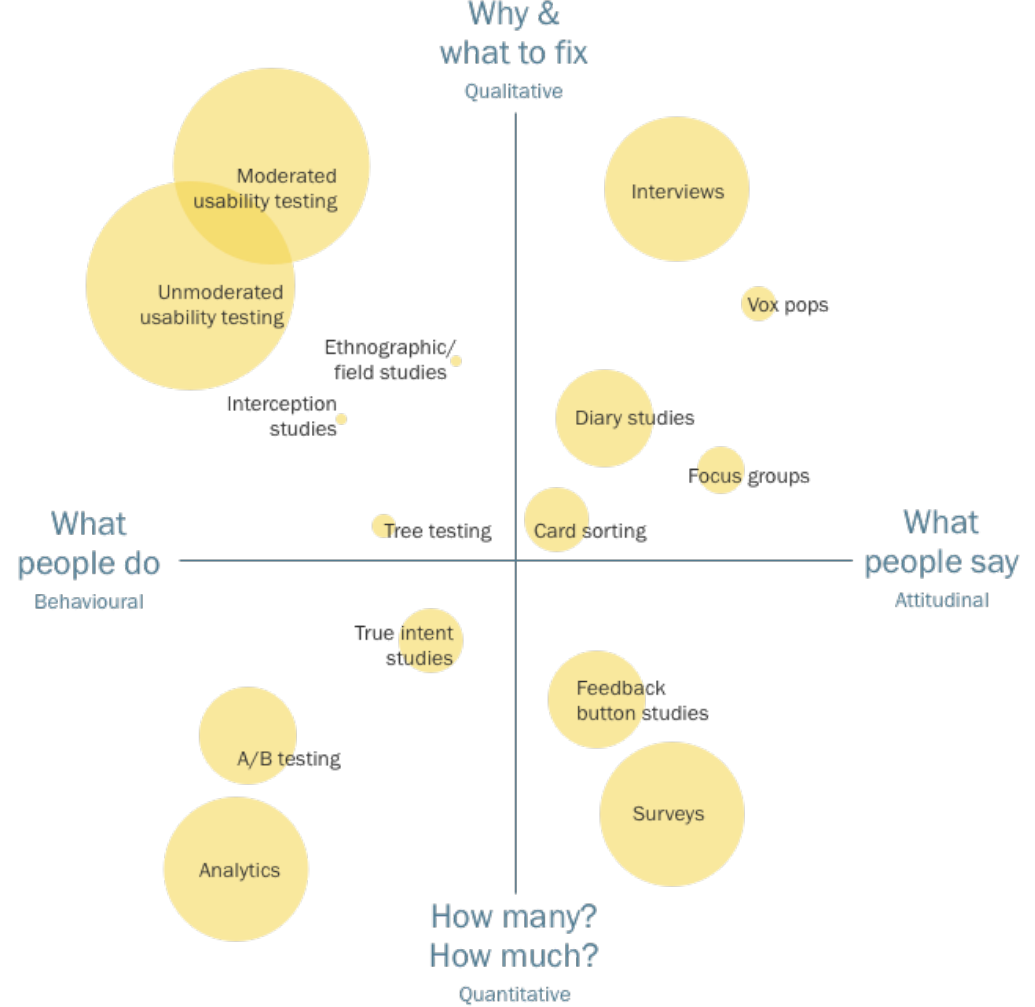 Why &
what to fix
Qualitative
Moderated
usability testing
Interviews
Unmoderated
usability testing
Vox pops
Ethnographic/
field studies
Interception
studies
Diary studies
Focus groups
Tree testing
Card sorting
What
people do
Behavioural
What
people say
Attitudinal
True intent
studies
Feedback
button studies
A/B testing
Surveys
Analytics
How many?
How much?
Quantitative